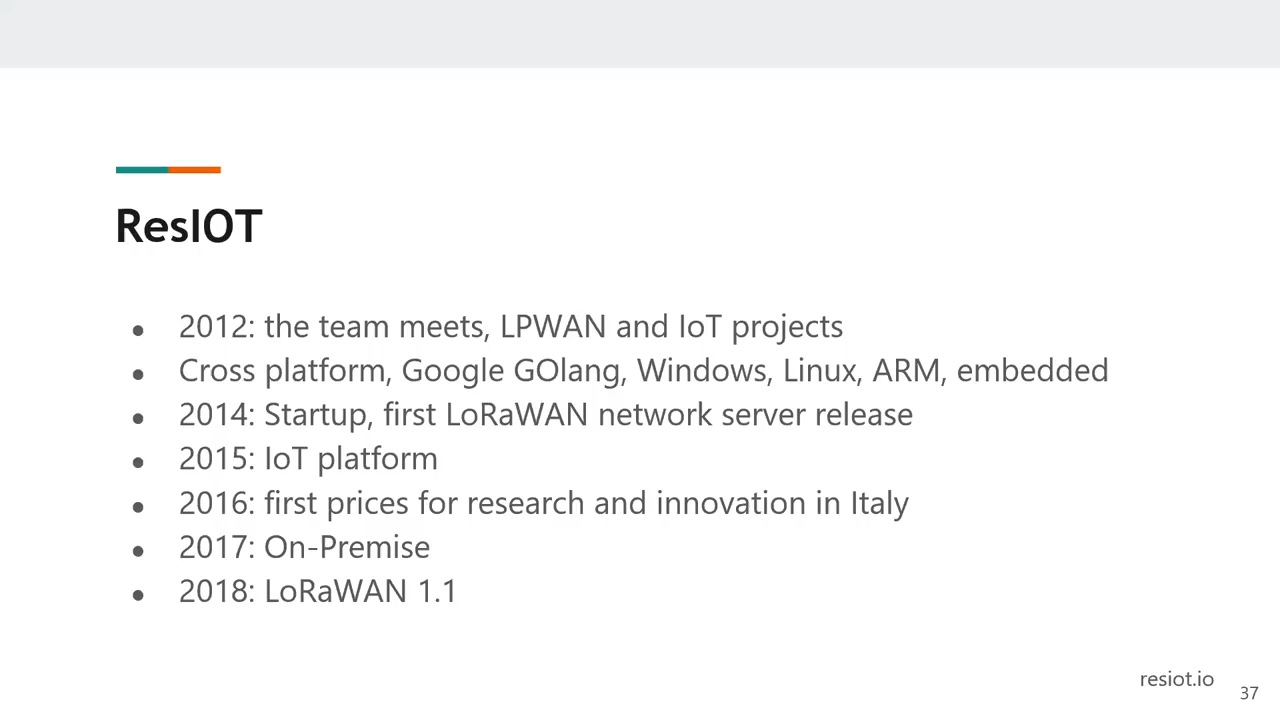 ResIOT
● 2012: the team meets, LPWAN and IoT projects
● Cross platform, Google GOlang, Windows, Linux, ARM, embedded
● 2014: Startup, first LoRaWAN network server release
● 2015: IoT platform
● 2016: first prices for research and innovation in Italy
● 2017: On-Premise
● 2018: LoRaWAN 1.1
resiot.io
37